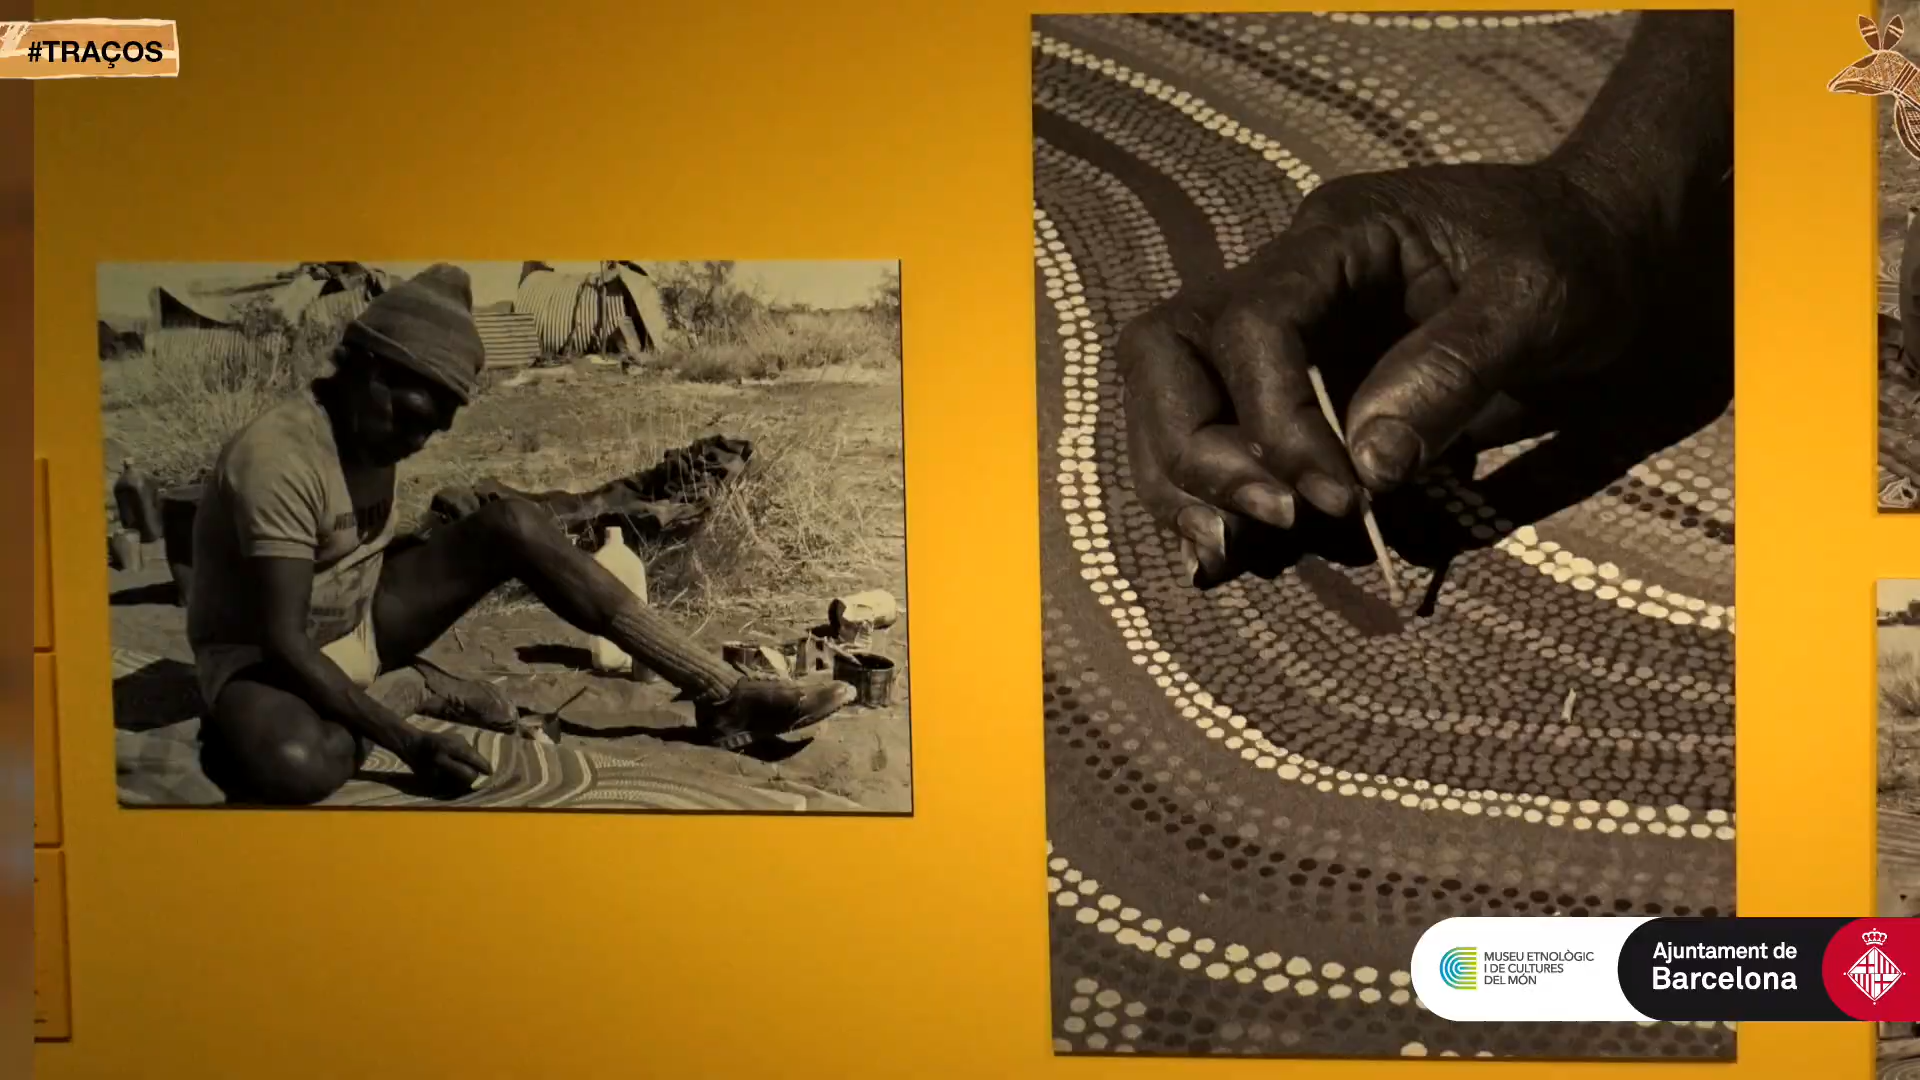 #TRAÇOS
MUSEU ETNOLÒGIC
I DE CULTURES
DEL MÓN
Ajuntament de
Barcelona